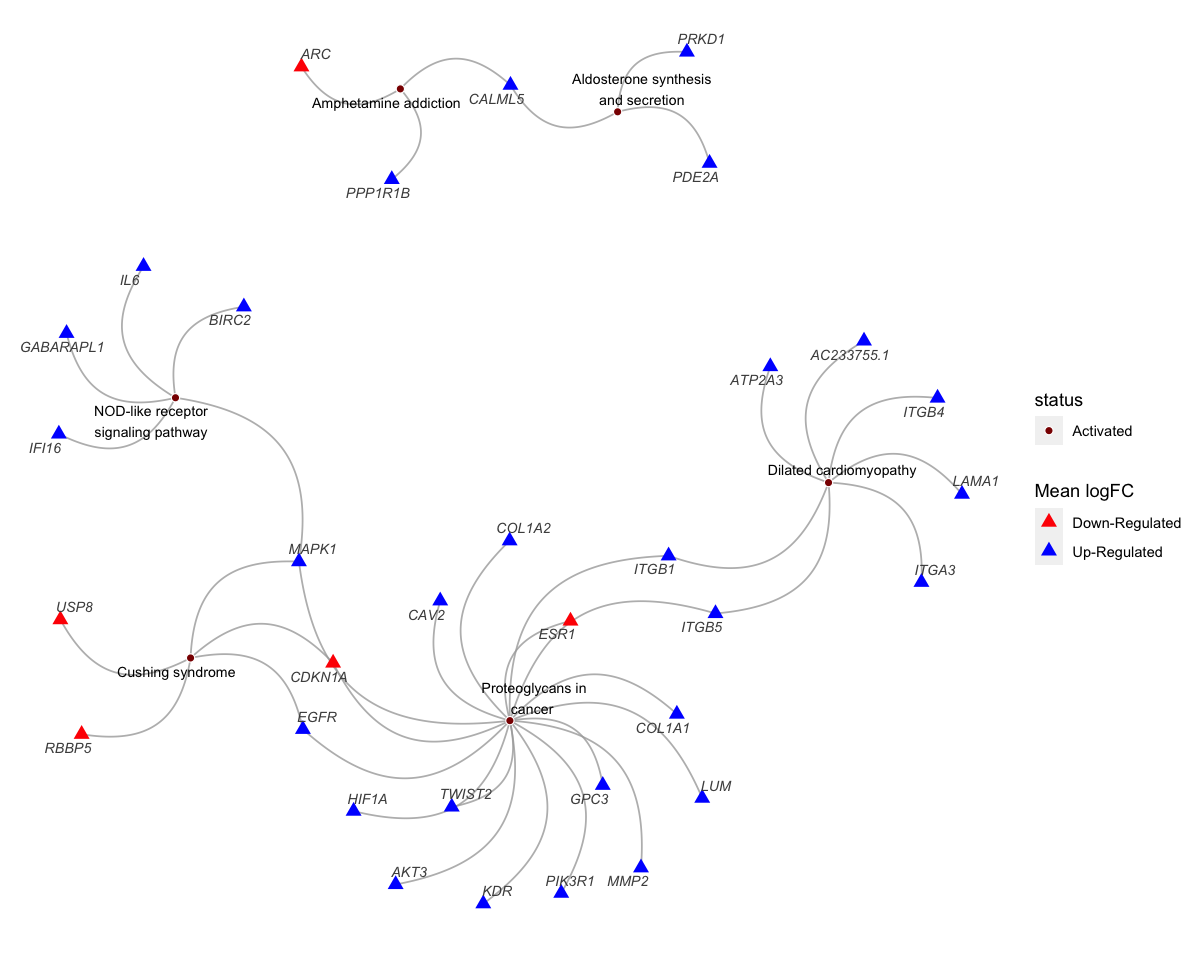 PRKD1
ARC
Aldosterone synthesis
and secretion
Amphetamine addiction
CALML5
PDE2A
PPP1R1B
IL6
BIRC2
GABARAPL1
AC233755.1
ATP2A3
status
NOD-like receptor
signaling pathway
ITGB4
Activated
IFI16
Dilated cardiomyopathy
LAMA1
Mean logFC
Down-Regulated
COL1A2
MAPK1
Up-Regulated
ITGB1
ITGA3
USP8
CAV2
ESR1
ITGB5
Cushing syndrome
CDKN1A
Proteoglycans in
cancer
EGFR
COL1A1
RBBP5
LUM
HIF1A
TWIST2
GPC3
AKT3
KDR
PIK3R1
MMP2